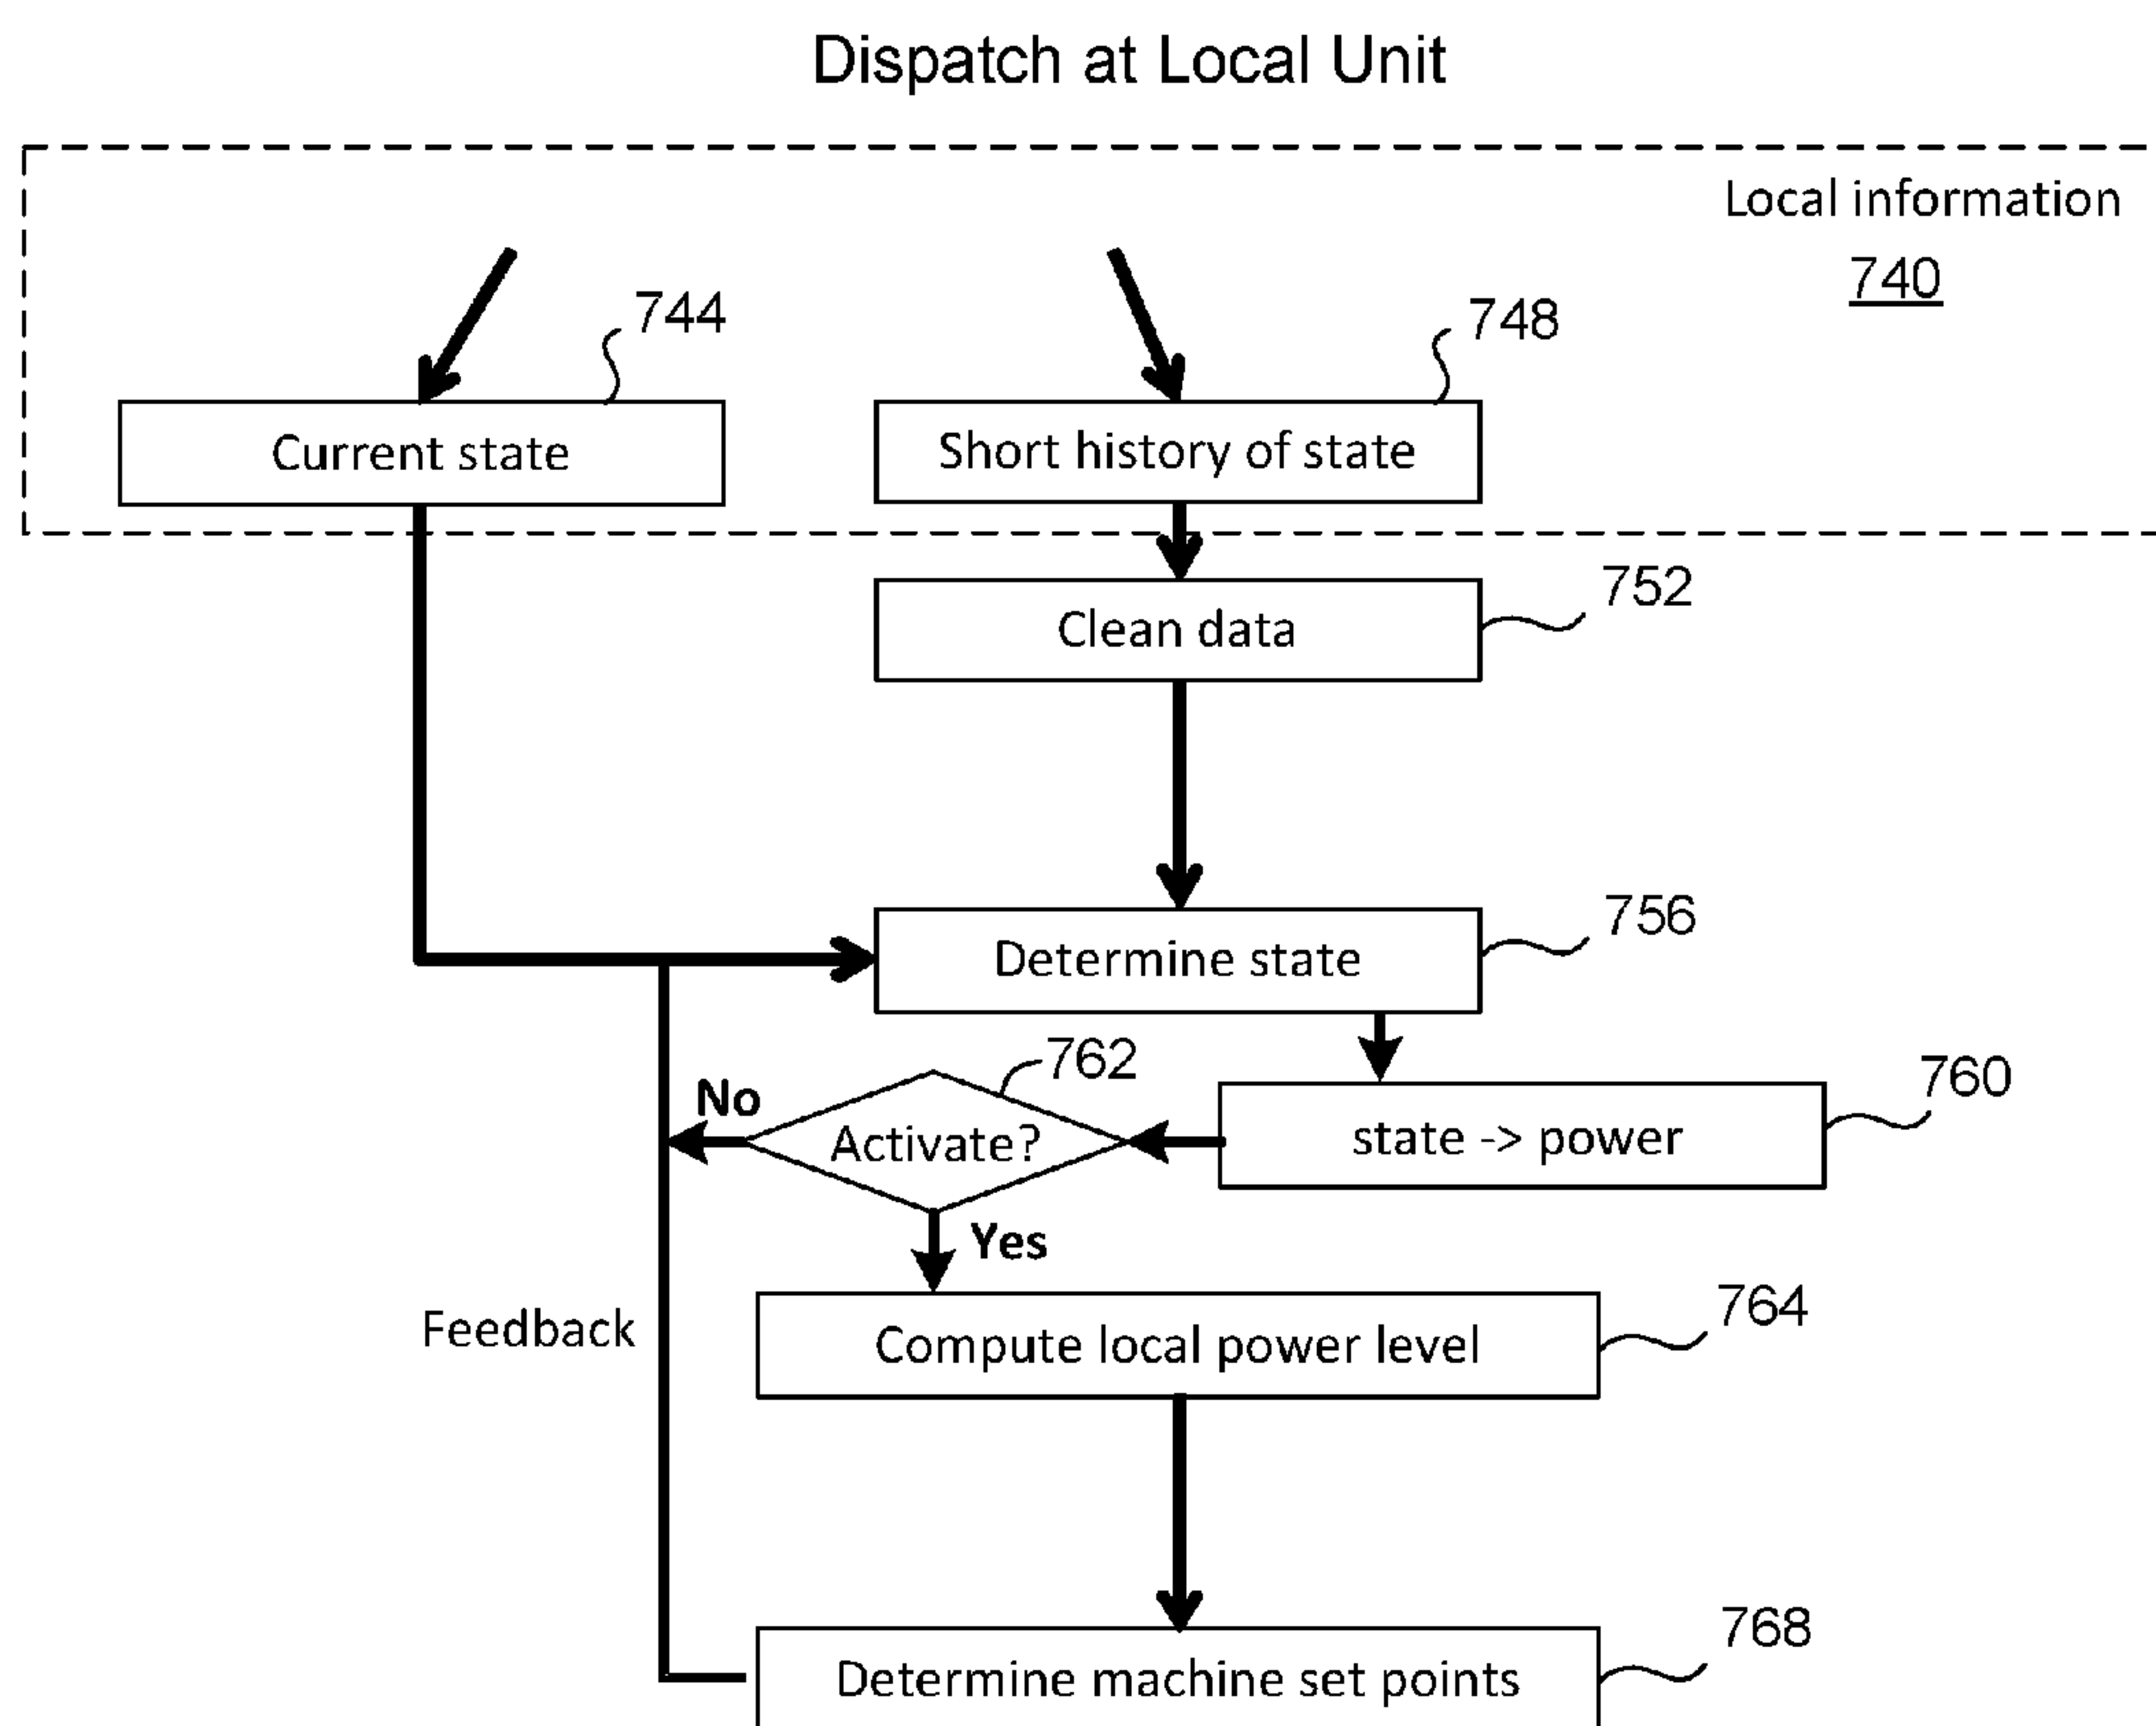 Dispatch at Local Unit
Local information
740
744
748
Current state
Short history of state
752
Clean data
756
Determine state
762
760
No
Activate?
state -> power
Yes
764
Feedback
Compute local power level
768
Determine machine set points